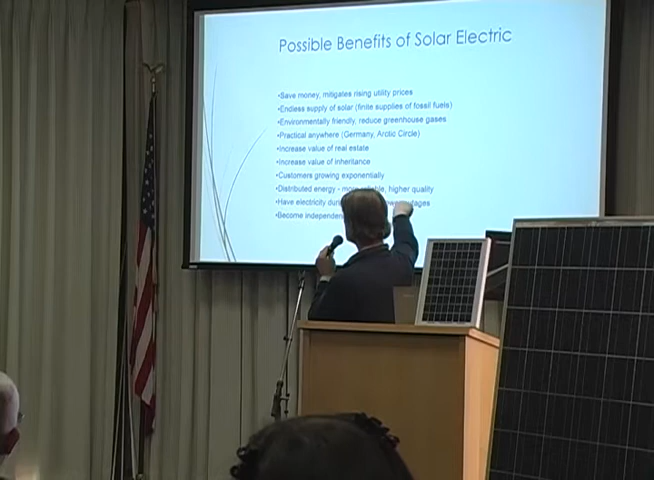 Possible Benefits of Solar Electric
•Save money, mitigates rising utility prices
•Endless supply of solar (finite supplies of fossil fuels)
•Environmentally friendly, reduce greenhouse gases
•Practical anywhere (Germany, Arctic Circle)
•Increase value of real estate
•Increase value of inheritance
•Customers growing exponentially
•Distributed energy - more reliable, higher quality
•Have electricity
•Become